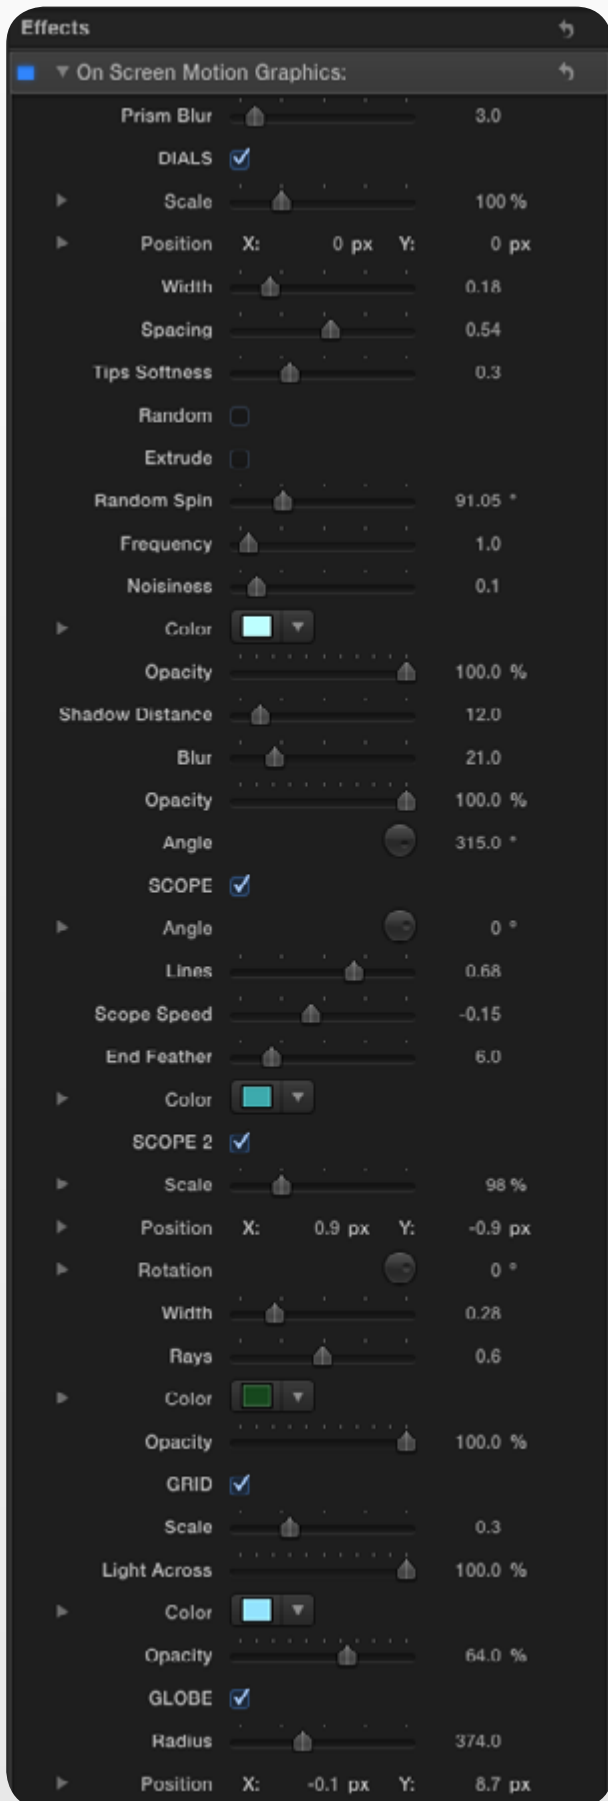 Effects
On Screen Motion Graphics:
Prism Blur 3.0
DIALS
Scale 100 %
Position X: 0 px Y: 0 px
Width 0.18
Spacing 0.54
Tips Softness 0.3
Random
Extrude
Random Spin 91.05 °
Frequency 1.0
Noisiness 0.1
Color
Opacity 100.0 %
Shadow Distance 12.0
Blur 21.0
Opacity 100.0 %
Angle 315.0 °
SCOPE
Angle 0 °
Lines 0.68
Scope Speed -0.15
End Feather 6.0
Color
SCOPE 2
Scale 98 %
Position X: 0.9 px Y: -0.9 px
Rotation 0 °
Width 0.28
Rays 0.6
Color
Opacity 100.0 %
GRID
Scale 0.3
Light Across 100.0 %
Color
Opacity 64.0 %
GLOBE
Radius 374.0
Position X: -0.1 px Y: 8.7 px